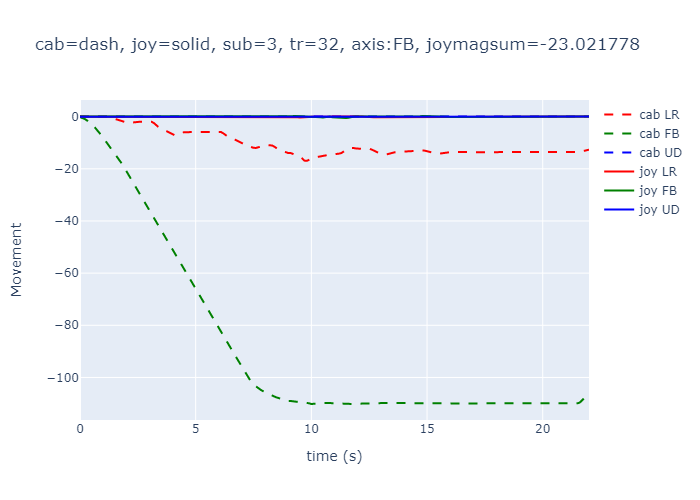 cab=dash, joy=solid, sub=3, tr=32, axis:FB, joymagsum=-23.021778
0
−20
−40
−60
−80
−100
Movement
0
5
10
15
20
time (s)
cab LR
cab FB
cab UD
joy LR
joy FB
joy UD